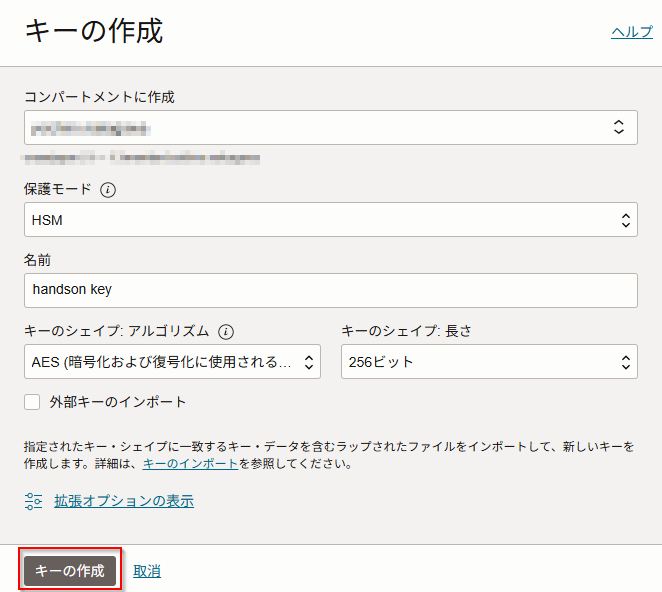 キーの作成
ヘルプ
コンパートメントに作成
保護モード
HSM
名前
handson key
キーのシェイプ: アルゴリズム
キーのシェイプ: 長さ
AES (暗号化および復号化に使用される...
256ビット
外部キーのインポート
指定されたキー・シェイプに一致するキー・データを含むラップされたファイルをインポートして、新しいキーを
作成します。詳細は、キーのインポートを参照してください。
拡張オプションの表示
キーの作成
取消